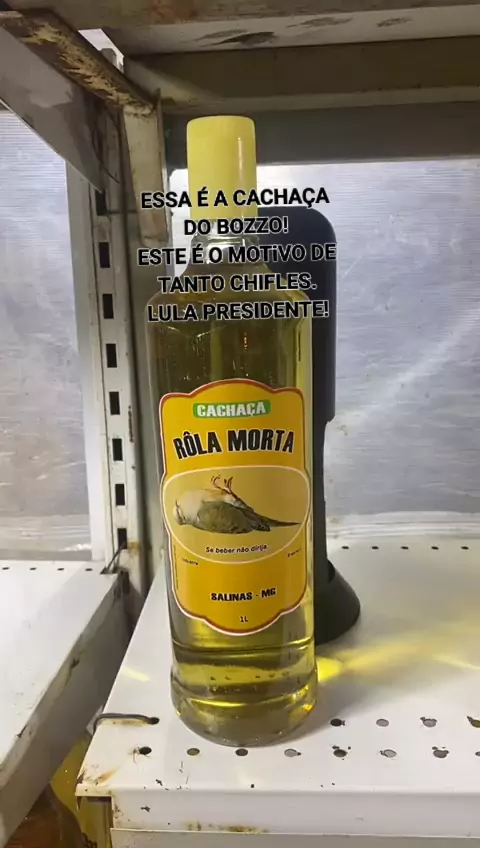 ESSA É A CACHAÇA
DO BOZZO!
ESTE É O MOTiVO DE
TANTO CHIFLES.
LULA PRESIDENTE!
CACHAÇA
RÔLA MORTA
Se beber não dirija.
SALINAS - MG
1L